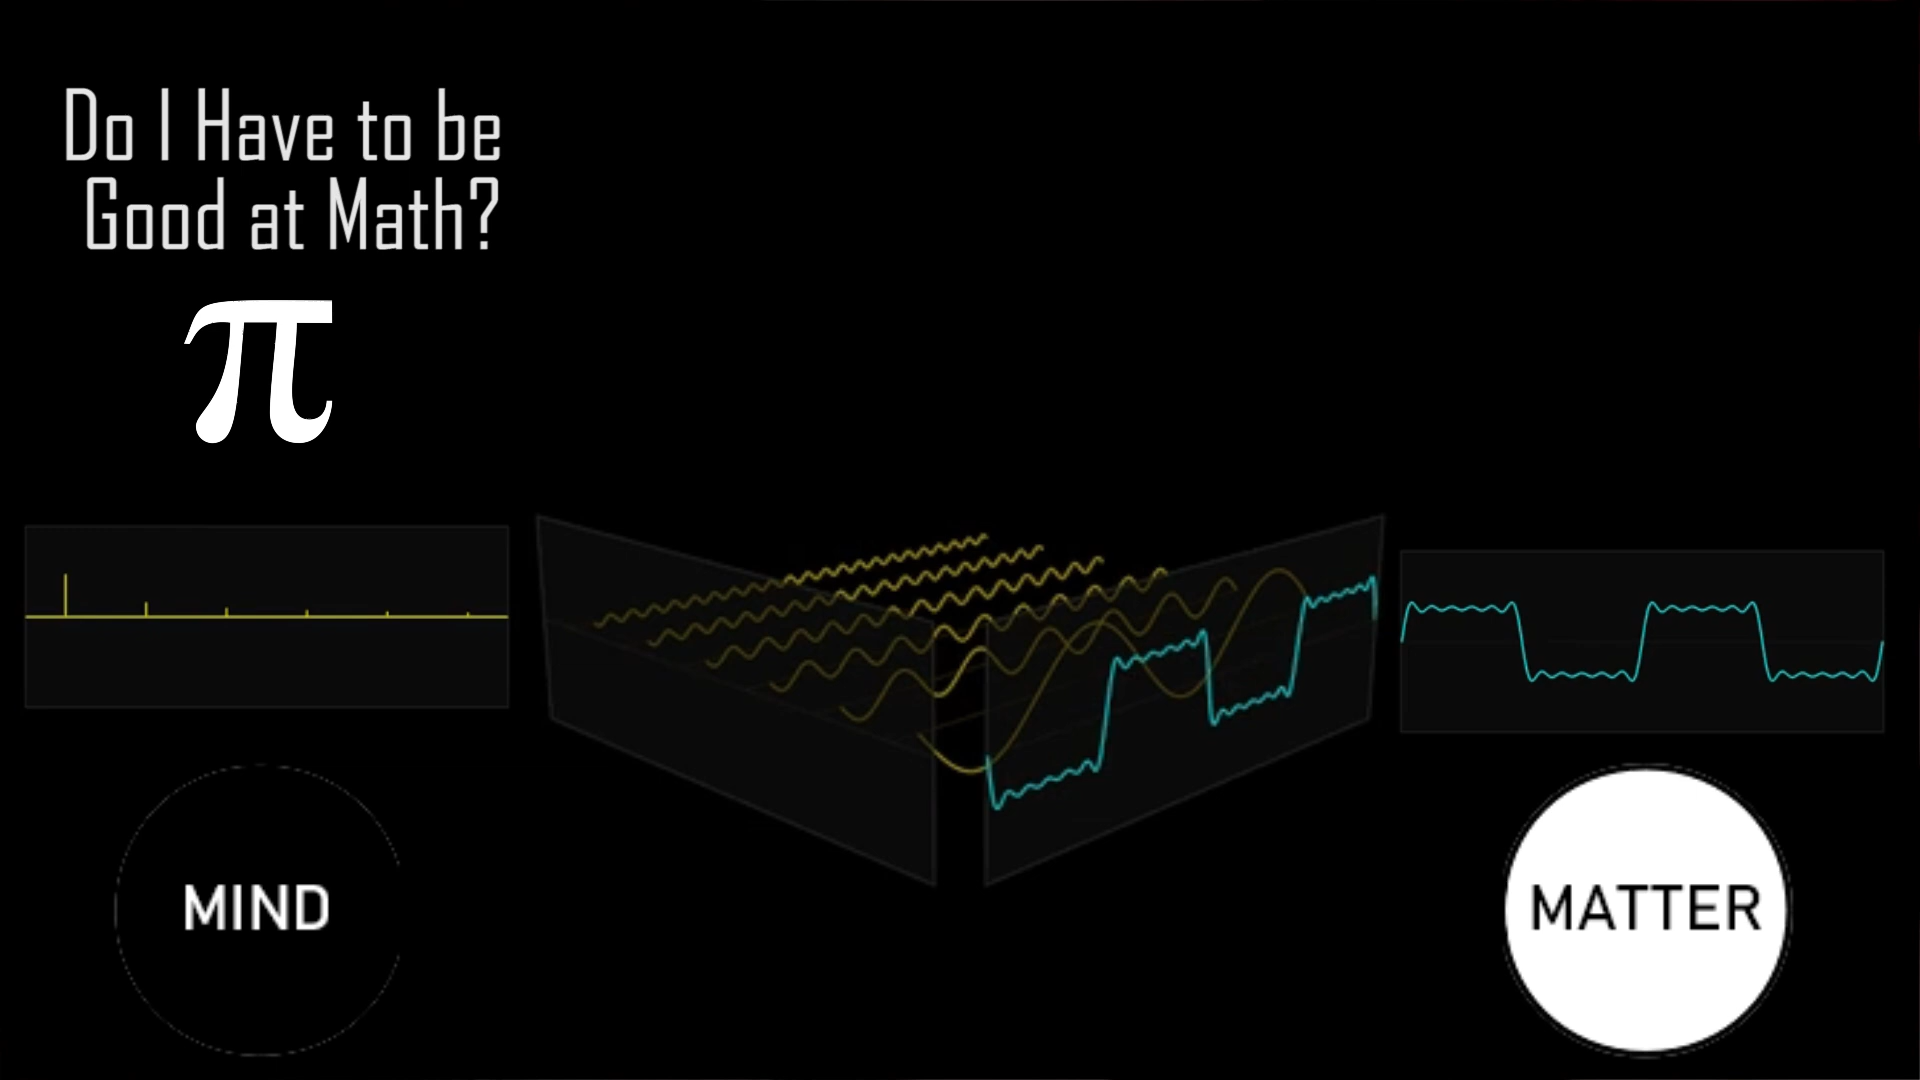 Do I Have to be
Good at Math?
π
MIND
MATTER